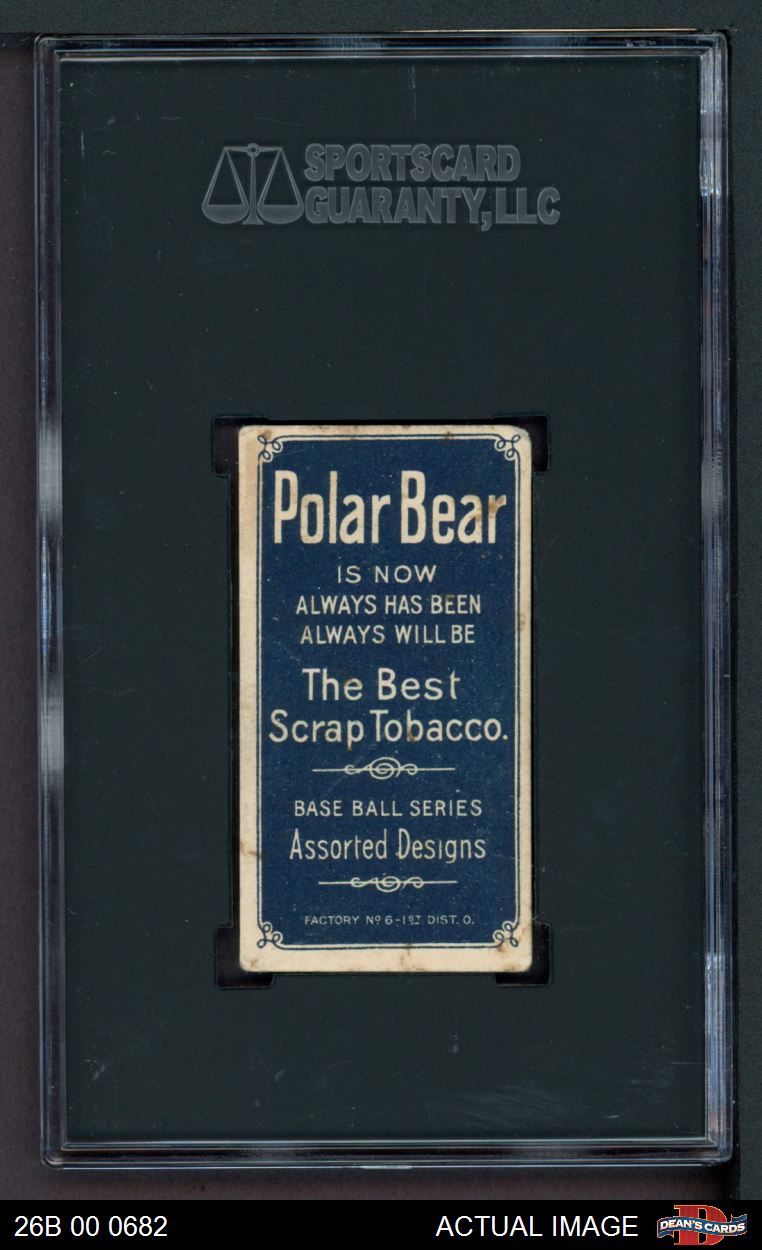 SPORTSCARD
GUARANTY, LLC
Polar Bear
IS NOW
ALWAYS HAS BEEN
ALWAYS WILL BE
The Best
Scrap Tobacco.
BASE BALL SERIES
Assorted Designs
FACTORY Nº 6-1ST DIST. O.
26B 00 0682
ACTUAL IMAGE
DEAN'S CARDS